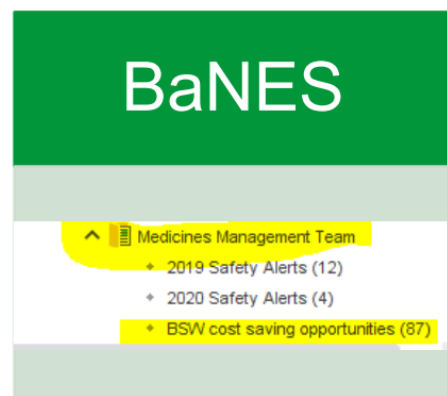 BaNES
Medicines Management Team
2019 Safety Alerts (12)
2020 Safety Alerts (4)
BSW cost saving opportunities (87)